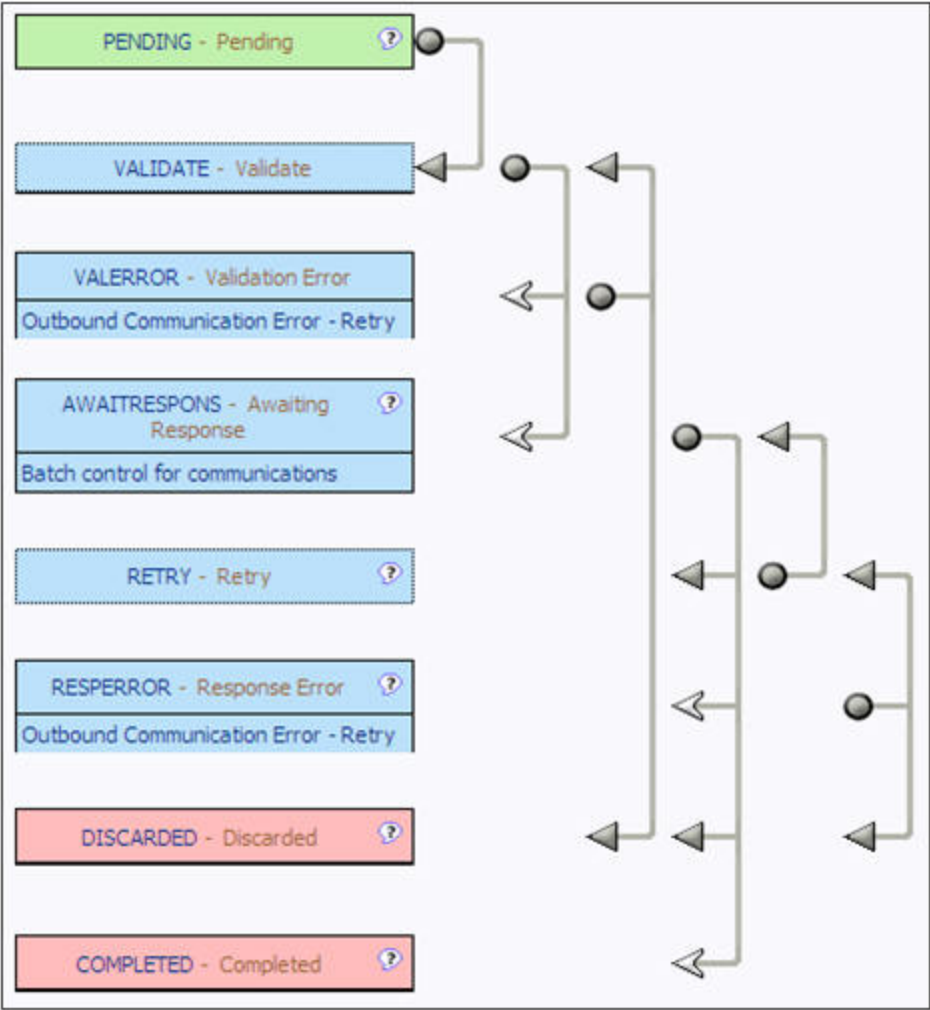 PENDING - Pending ?
VALIDATE - Validate
VALERROR - Validation Error
Outbound Communication Error - Retry
AWAITRESPONS - Awaiting ?
Response
Batch control for communications
RETRY - Retry ?
RESPERROR - Response Error ?
Outbound Communication Error - Retry
DISCARDED - Discarded ?
COMPLETED - Completed ?